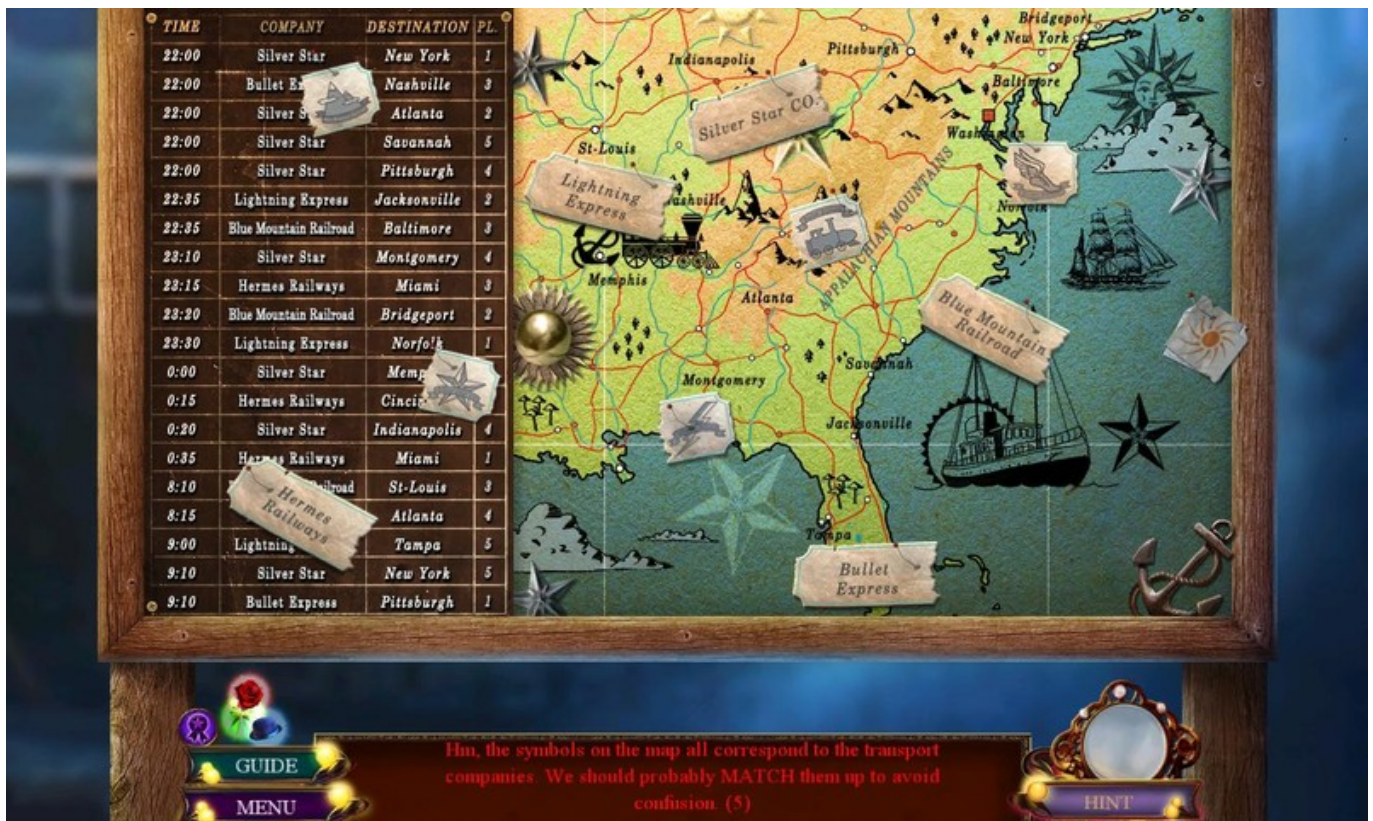 TIME COMPANY DESTINATION PL.
22:00 Silver Star New York 1
22:00 Bullet Nashville 3
22:00 Silver Atlanta 2
22:00 Silver Star Savannah 5
22:00 Silver Star Pittsburgh 4
22:35 Lightning Express Jacksonville 2
22:35 Blue Mountain Railroad Baltimore 3
23:10 Silver Star Montgomery 4
23:15 Hermes Railways Miami 3
23:20 Blue Mountain Railroad Bridgeport 2
23:30 Lightning Express Norfolk 1
0:00 Silver Star
0:15 Hermes Railways
0:20 Silver Star Indianapolis 4
0:35 Hermes Railways Miami 1
8:10 St-Louis 3
8:15 Atlanta 4
9:00 Lightning Tampa 5
9:10 Silver Star New York 5
9:10 Bullet Express Pittsburgh 1
Hermes
Railways
Bridgeport
New York
Pittsburgh
Indianapolis
Baltimore
Silver Star CO.
Washington
St-Louis
Lightning
Express
Norfolk
APPALACHIAN MOUNTAINS
Memphis
Atlanta
Blue Mountain
Railroad
Savannah
Montgomery
Jacksonville
Tampa
Bullet
Express
GUIDE
MENU
Hm, the symbols on the map all correspond to the transport
companies. We should probably MATCH them up to avoid
confusion. (5)
HINT